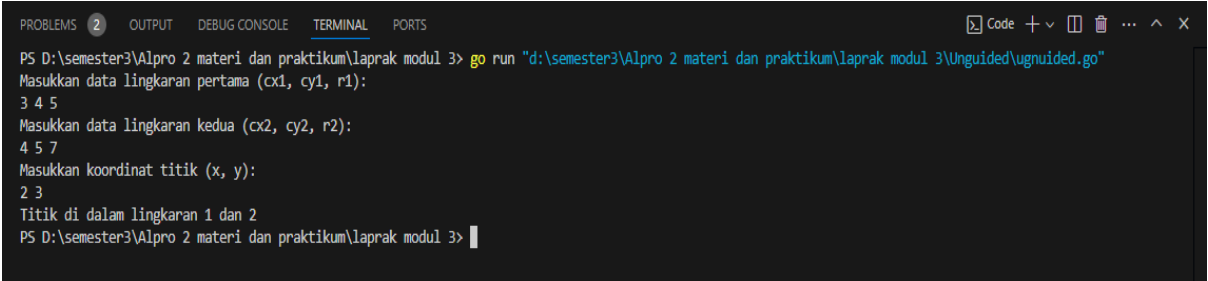 PROBLEMS 2 OUTPUT DEBUG CONSOLE TERMINAL PORTS Code
PS D:\semester3\Alpro 2 materi dan praktikum\laprak modul 3> go run "d:\semester3\Alpro 2 materi dan praktikum\laprak modul 3\Unguided\ugnuided.go"
Masukkan data lingkaran pertama (cx1, cy1, r1):
3 4 5
Masukkan data lingkaran kedua (cx2, cy2, r2):
4 5 7
Masukkan koordinat titik (x, y):
2 3
Titik di dalam lingkaran 1 dan 2
PS D:\semester3\Alpro 2 materi dan praktikum\laprak modul 3>